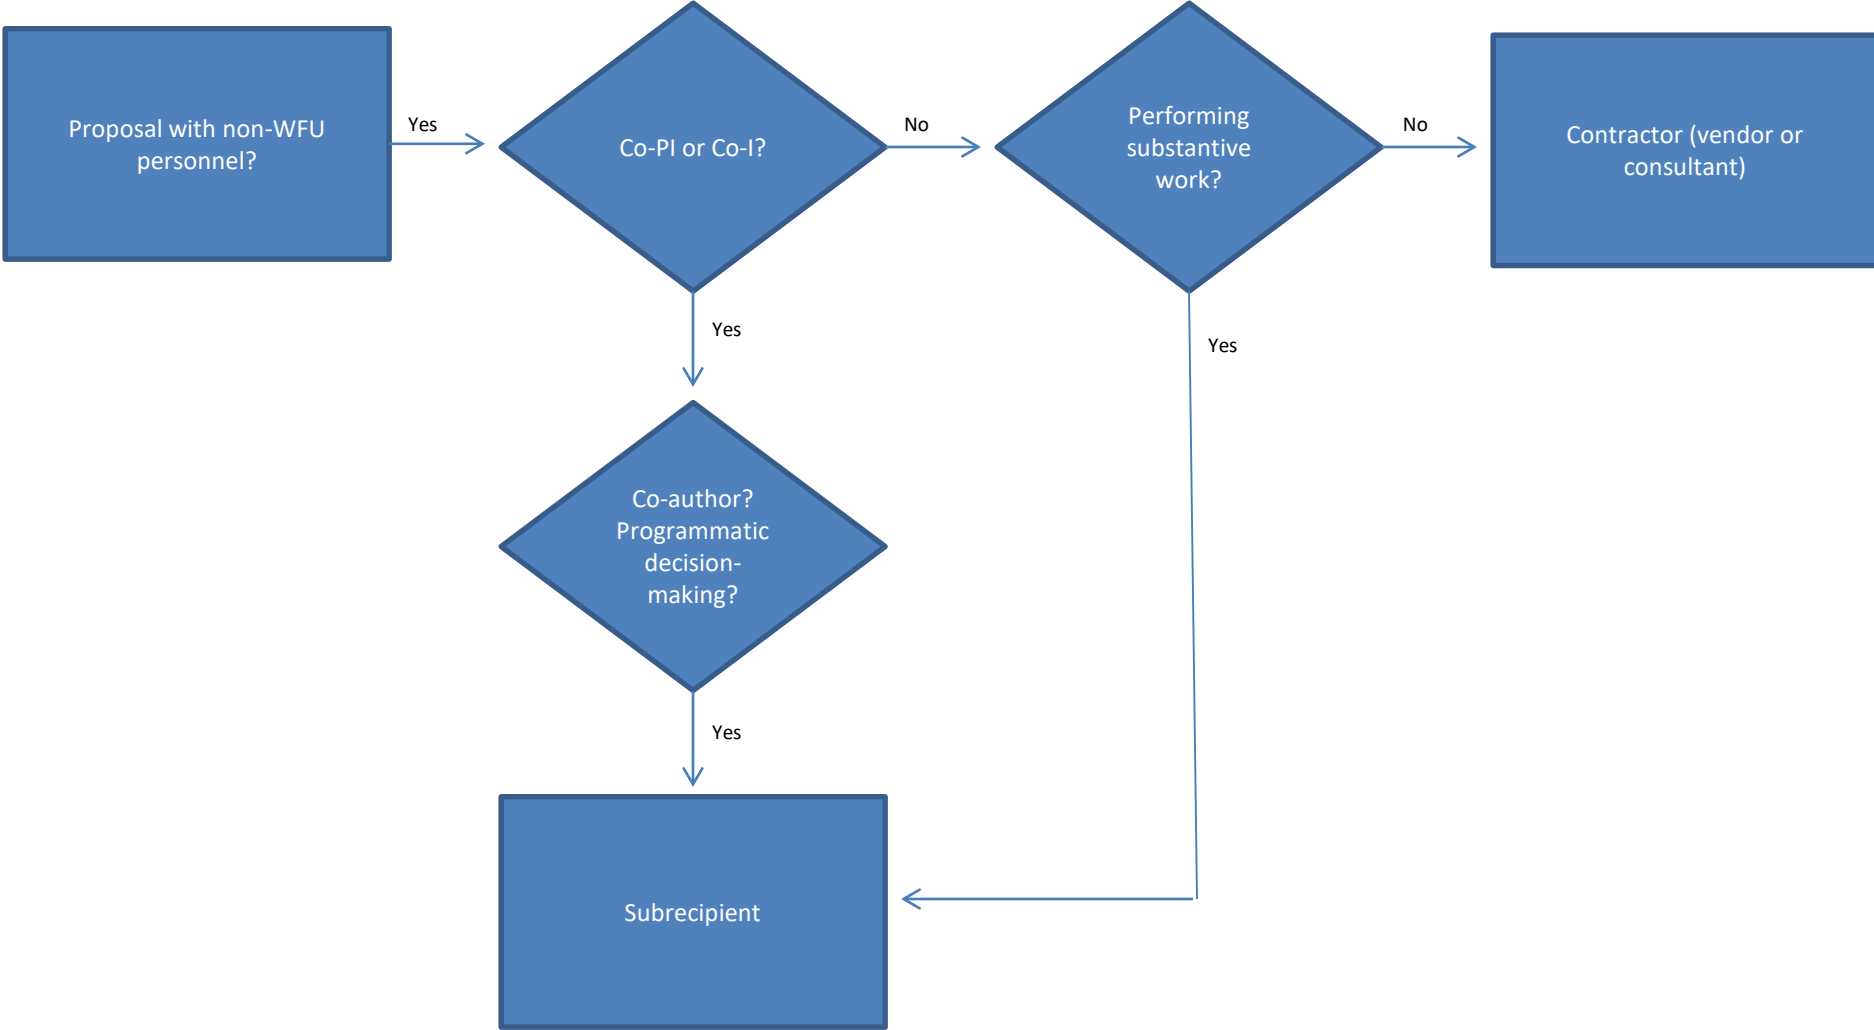 Proposal with non-WFU
personnel?
Yes
Co-PI or Co-I?
No
Performing
substantive
work?
No
Contractor (vendor or
consultant)
Yes
Yes
Co-author?
Programmatic
decision-
making?
Yes
Subrecipient